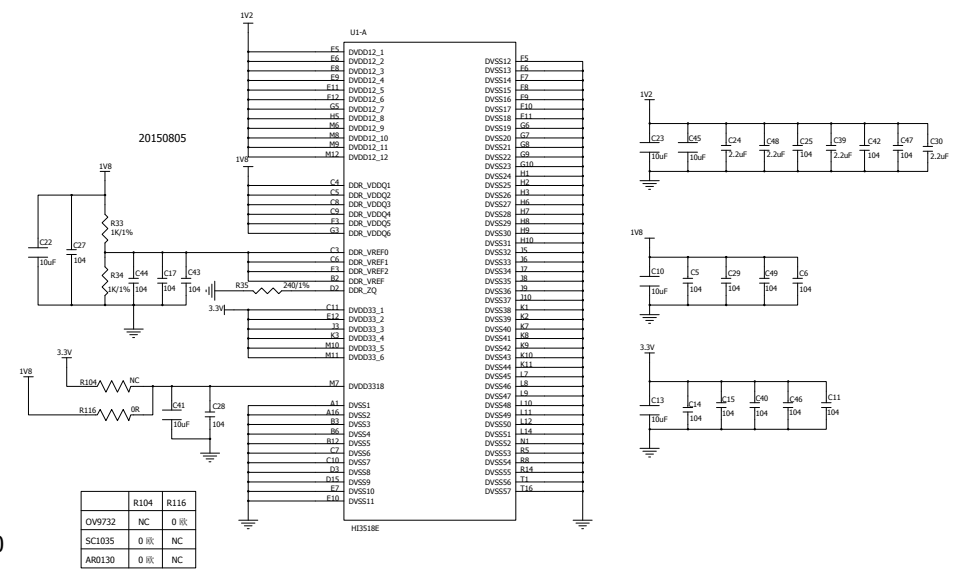 1V2
U1-A
E5 DVDD12_1
E6 DVDD12_2
E8 DVDD12_3
E9 DVDD12_4
E11 DVDD12_5
F12 DVDD12_6
G5 DVDD12_7
H5 DVDD12_8
M6 DVDD12_9
M8 DVDD12_10
M9 DVDD12_11
M12 DVDD12_12
1V8
C4 DDR_VDDQ1
C5 DDR_VDDQ2
C8 DDR_VDDQ3
C9 DDR_VDDQ4
F3 DDR_VDDQ5
G3 DDR_VDDQ6
C3 DDR_VREF0
C6 DDR_VREF1
E3 DDR_VREF2
B2 DDR_VREF
R35 240/1% D2 DDR_ZQ
3.3V
C11 DVDD33_1
E12 DVDD33_2
J3 DVDD33_3
K3 DVDD33_4
M10 DVDD33_5
M11 DVDD33_6
M7 DVDD3318
A1 DVSS1
A16 DVSS2
B3 DVSS3
B6 DVSS4
B12 DVSS5
C7 DVSS6
C10 DVSS7
D3 DVSS8
D15 DVSS9
E7 DVSS10
E10 DVSS11
HI3518E
DVSS12 F5
DVSS13 F6
DVSS14 F7
DVSS15 F8
DVSS16 F9
DVSS17 F10
DVSS18 F11
DVSS19 G6
DVSS20 G7
DVSS21 G8
DVSS22 G9
DVSS23 G10
DVSS24 H1
DVSS25 H2
DVSS26 H3
DVSS27 H6
DVSS28 H7
DVSS29 H8
DVSS30 H9
DVSS31 H10
DVSS32 J5
DVSS33 J6
DVSS34 J7
DVSS35 J8
DVSS36 J9
DVSS37 J10
DVSS38 K1
DVSS39 K2
DVSS40 K7
DVSS41 K8
DVSS42 K9
DVSS43 K10
DVSS44 K11
DVSS45 L7
DVSS46 L8
DVSS47 L9
DVSS48 L10
DVSS49 L11
DVSS50 L12
DVSS51 L14
DVSS52 N1
DVSS53 R5
DVSS54 R8
DVSS55 R14
DVSS56 T1
DVSS57 T16
20150805
1V8
R33
1K/1%
C22
10uF
C27
104
R34
1K/1%
C44
104
C17
104
C43
104
3.3V
1V8
R104 NC
R116 0R
C41
10uF
C28
104
R104 R116
OV9732 NC 0 欧
SC1035 0 欧 NC
AR0130 0 欧 NC
0
1V2
C23 C45 C24 C48 C25 C39 C42 C47 C30
10uF 10uF 2.2uF 2.2uF 104 2.2uF 104 104 2.2uF
1V8
C10 C5 C29 C49 C6
10uF 104 104 104 104
3.3V
C13 C14 C15 C40 C46 C11
10uF 104 104 104 104 104